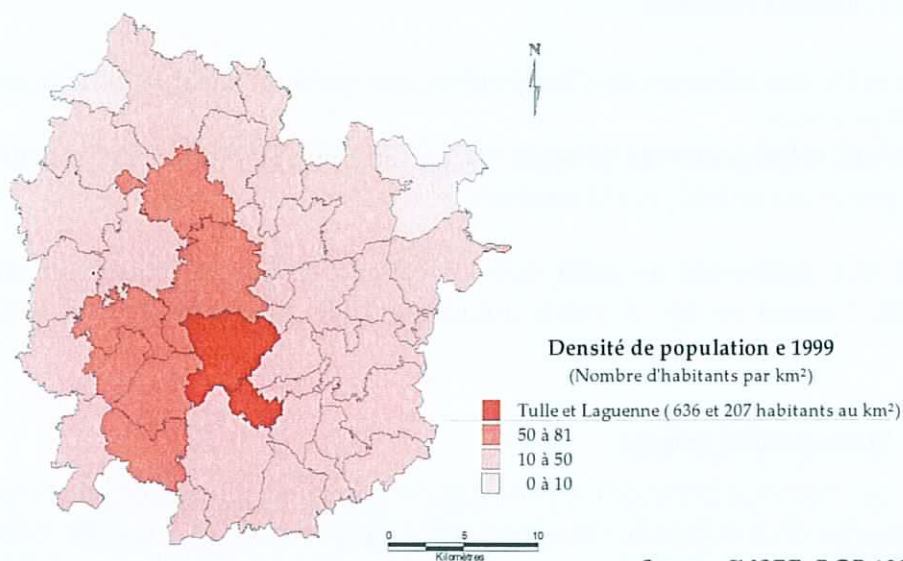 N
Densité de population e 1999
(Nombre d'habitants par km²)
Tulle et Laguenne (636 et 207 habitants au km²)
50 à 81
10 à 50
0 à 10
0 5 10
Kilomètres